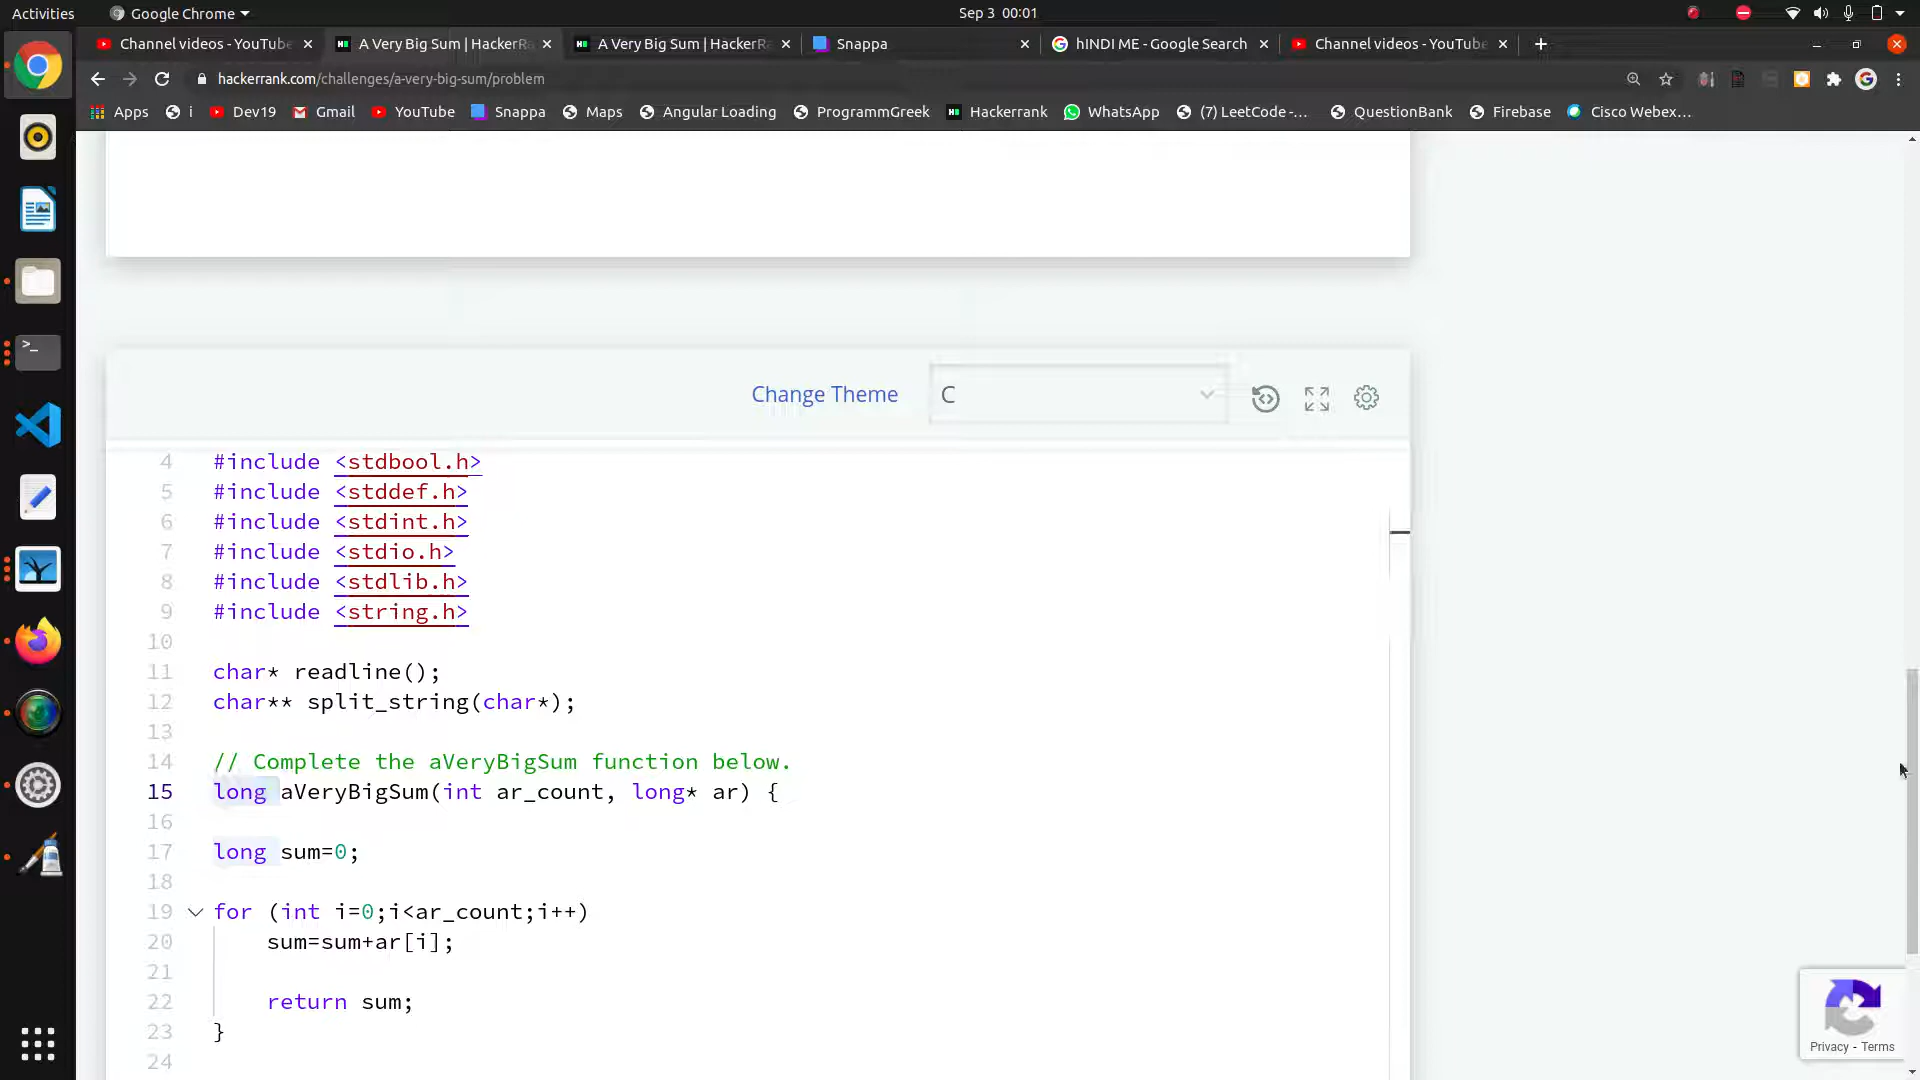 Activities Google Chrome Sep 3 00:01
Channel videos - YouTube A Very Big Sum | HackerRa A Very Big Sum | HackerRa Snappa hINDI ME - Google Search Channel videos - YouTube
hackerrank.com/challenges/a-very-big-sum/problem
Apps i Dev19 Gmail YouTube Snappa Maps Angular Loading ProgrammGreek Hackerrank WhatsApp (7) LeetCode -... QuestionBank Firebase Cisco Webex...
Change Theme C
4 #include <stdbool.h>
5 #include <stddef.h>
6 #include <stdint.h>
7 #include <stdio.h>
8 #include <stdlib.h>
9 #include <string.h>
10
11 char* readline();
12 char** split_string(char*);
13
14 // Complete the aVeryBigSum function below.
15 long aVeryBigSum(int ar_count, long* ar) {
16
17 long sum=0;
18
19 for (int i=0;i<ar_count;i++)
20 sum=sum+ar[i];
21
22 return sum;
23 }
24
Privacy - Terms